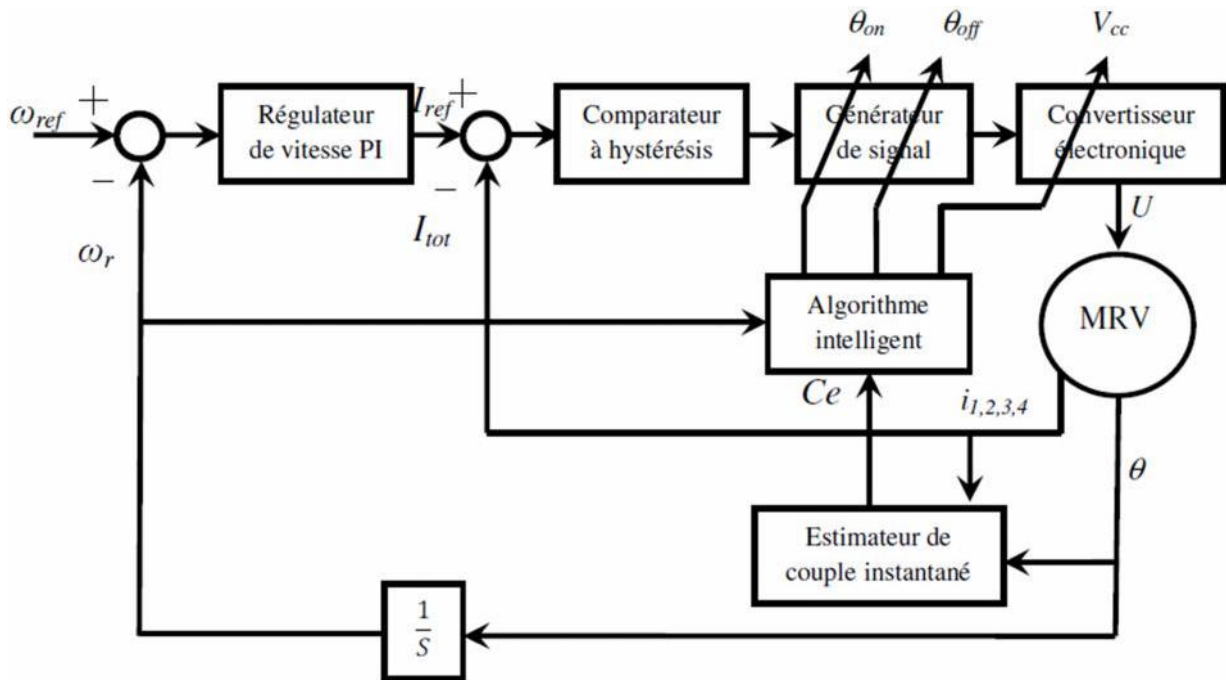 θon
θoff
Vcc
ωref
+
−
Régulateur
de vitesse PI
Iref
+
−
Itot
Comparateur
à hystérésis
Générateur
de signal
Convertisseur
électronique
U
ωr
Algorithme
intelligent
MRV
Ce
i1,2,3,4
θ
Estimateur de
couple instantané
1
S